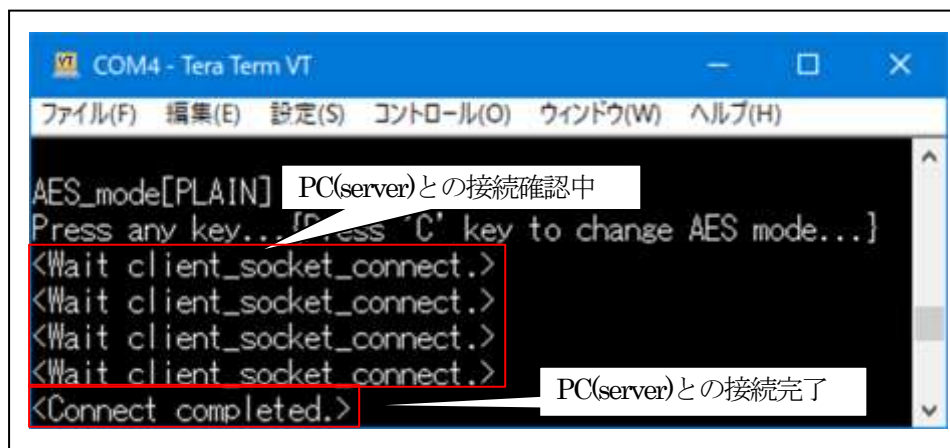 COM4 - Tera Term VT
ファイル(F) 編集(E) 設定(S) コントロール(O) ウィンドウ(W) ヘルプ(H)
AES_mode[PLAIN]
PC(server)との接続確認中
Press any key...{Press 'C' key to change AES mode...}
<Wait client_socket_connect.>
<Wait client_socket_connect.>
<Wait client_socket_connect.>
<Wait client_socket_connect.>
PC(server)との接続完了
<Connect completed.>